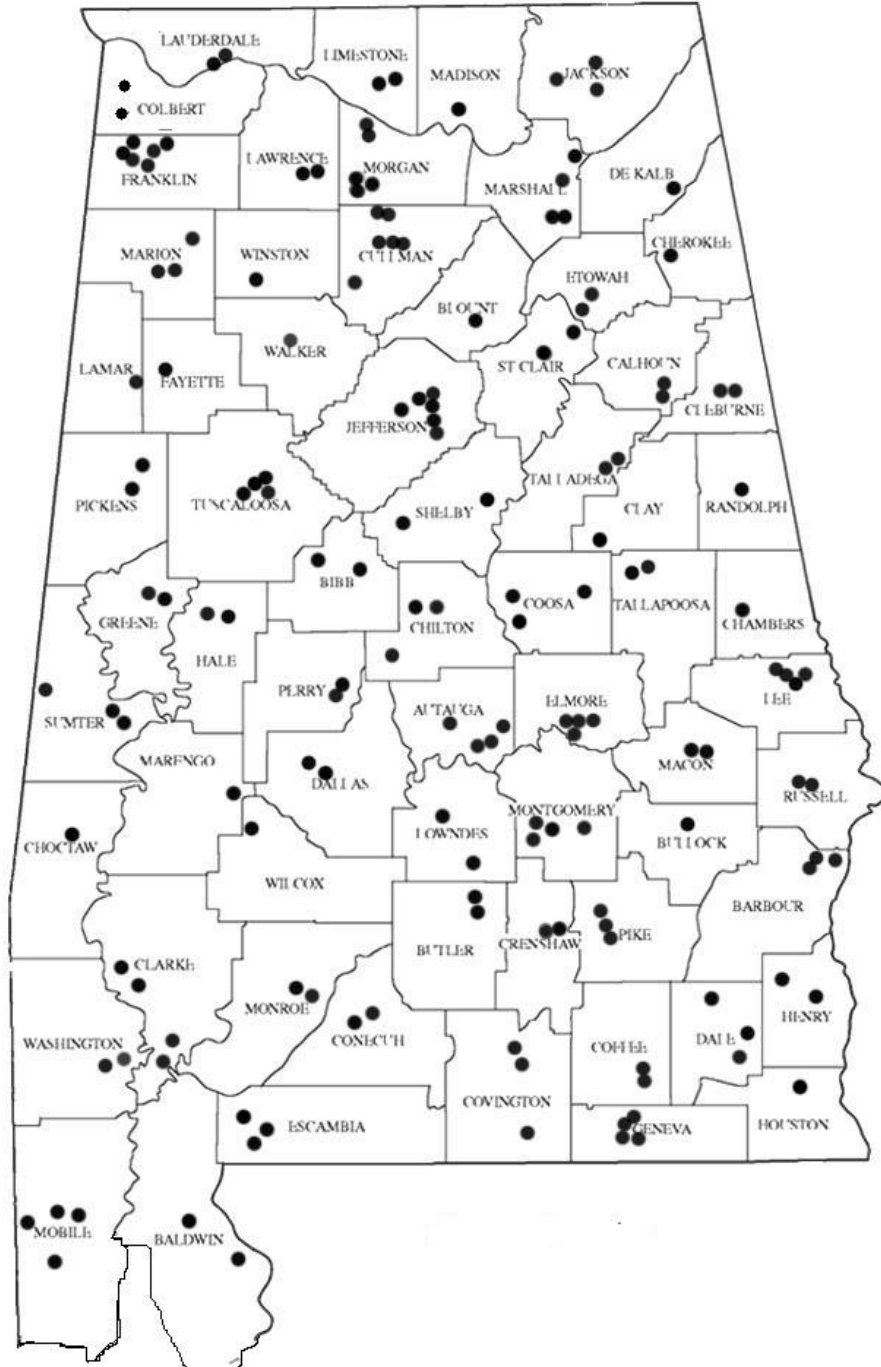 LAUDERDALE
LIMESTONE
MADISON
JACKSON
COLBERT
LAWRENCE
MORGAN
FRANKLIN
MARSHALL
DE KALB
CHEROKEE
MARION
WINSTON
CULLMAN
ETOWAH
BLOUNT
WALKER
ST CLAIR
CALHOUN
LAMAR
FAYETTE
CLEBURNE
JEFFERSON
TALLADEGA
PICKENS
TUSCALOOSA
SHELBY
CLAY
RANDOLPH
BIBB
COOSA
TALLAPOOSA
CHAMBERS
GREENE
CHILTON
HALE
PERRY
AUTAUGA
ELMORE
LEE
SUMTER
MARENGO
DALLAS
MACON
RUSSELL
MONTGOMERY
LOWNDES
BULLOCK
CHOCTAW
WILCOX
BARBOUR
BUTLER
CRENSHAW
PIKE
CLARKE
MONROE
HENRY
WASHINGTON
CONECUH
COFFEE
DALE
COVINGTON
ESCAMBIA
GENEVA
HOUSTON
MOBILE
BALDWIN